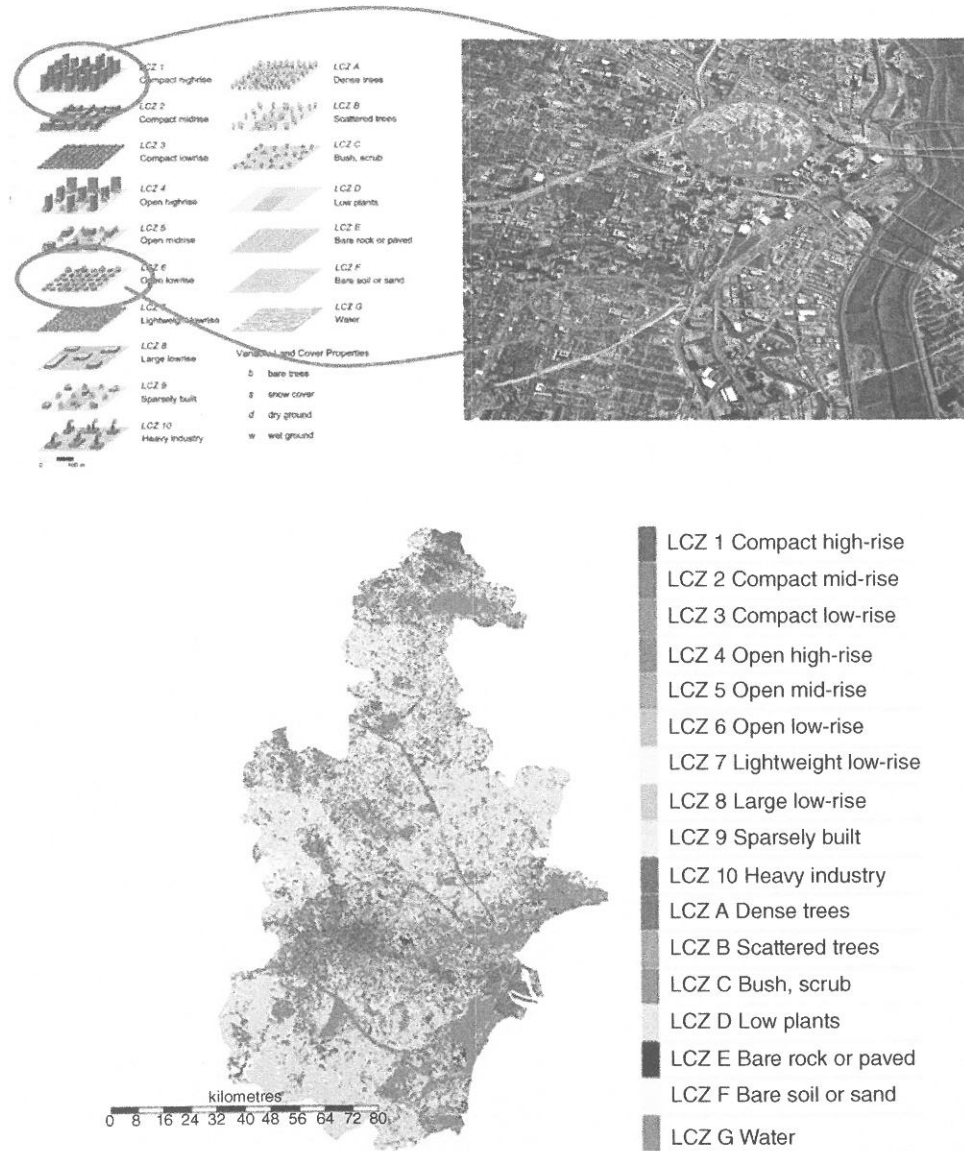 LCZ 1
Compact highrise
LCZ 2
Compact midrise
LCZ 3
Compact lowrise
LCZ 4
Open highrise
LCZ 5
Open midrise
LCZ 6
Open lowrise
Lightweight lowrise
LCZ 8
Large lowrise
LCZ 9
Sparsely built
LCZ 10
Heavy industry
LCZ A
Dense trees
LCZ B
Scattered trees
LCZ C
Bush, scrub
LCZ D
Low plants
LCZ E
Bare rock or paved
LCZ F
Bare soil or sand
LCZ G
Water
Variable Land Cover Properties
b bare trees
s snow cover
d dry ground
w wet ground
LCZ 1 Compact high-rise
LCZ 2 Compact mid-rise
LCZ 3 Compact low-rise
LCZ 4 Open high-rise
LCZ 5 Open mid-rise
LCZ 6 Open low-rise
LCZ 7 Lightweight low-rise
LCZ 8 Large low-rise
LCZ 9 Sparsely built
LCZ 10 Heavy industry
LCZ A Dense trees
LCZ B Scattered trees
LCZ C Bush, scrub
LCZ D Low plants
LCZ E Bare rock or paved
LCZ F Bare soil or sand
LCZ G Water
kilometres
0 8 16 24 32 40 48 56 64 72 80